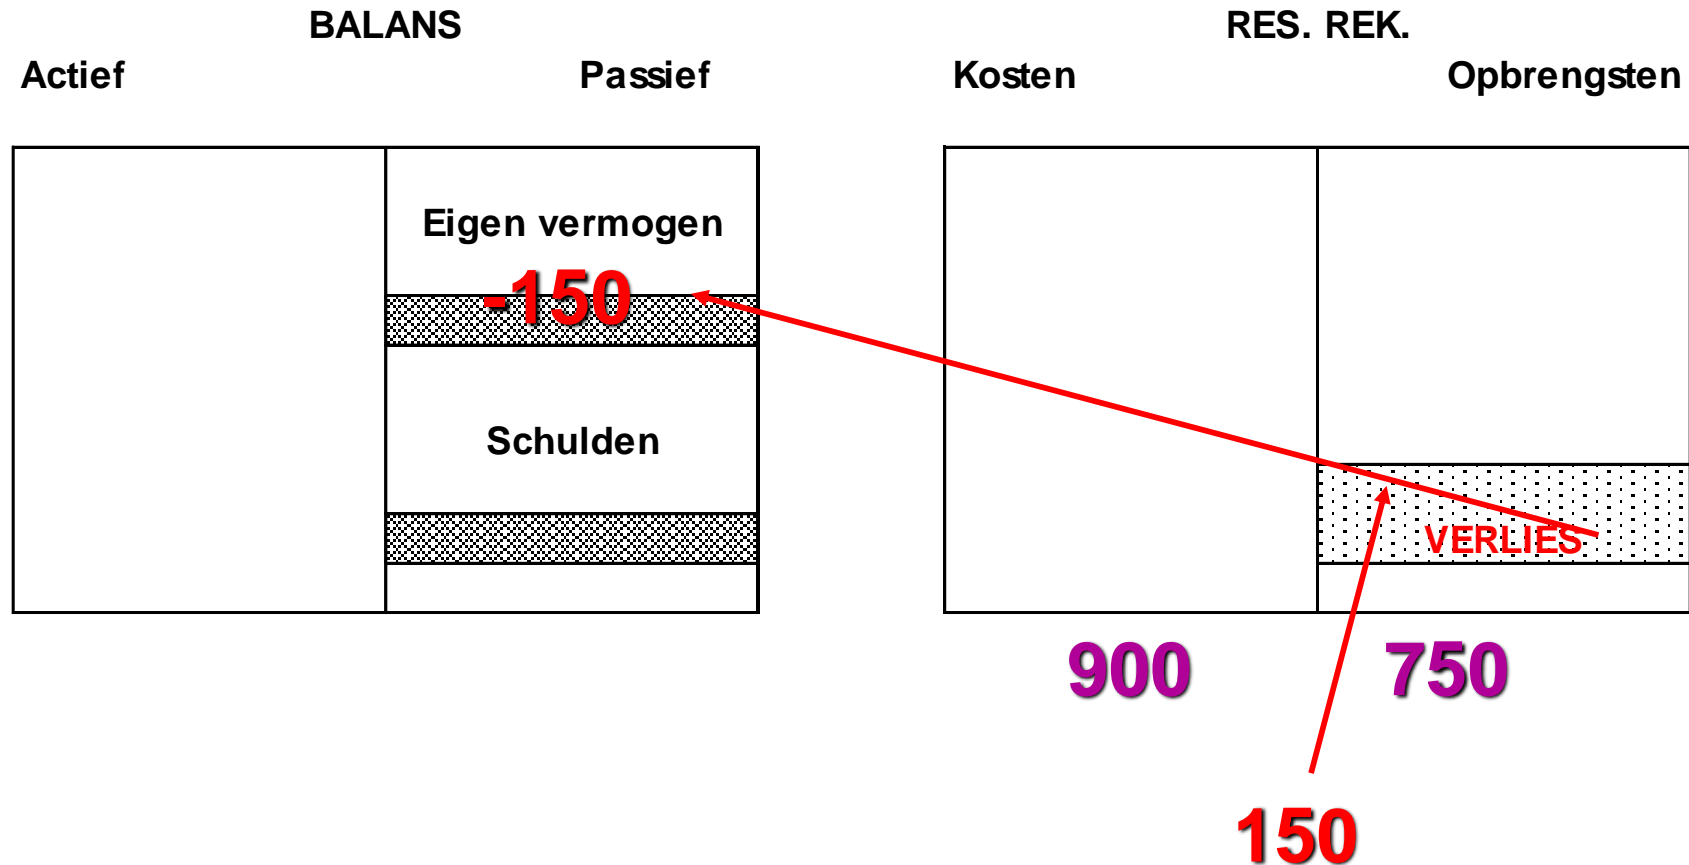 BALANS
RES. REK.
Actief
Passief
Kosten
Opbrengsten
Eigen vermogen
-150
Schulden
VERLIES
900
750
150